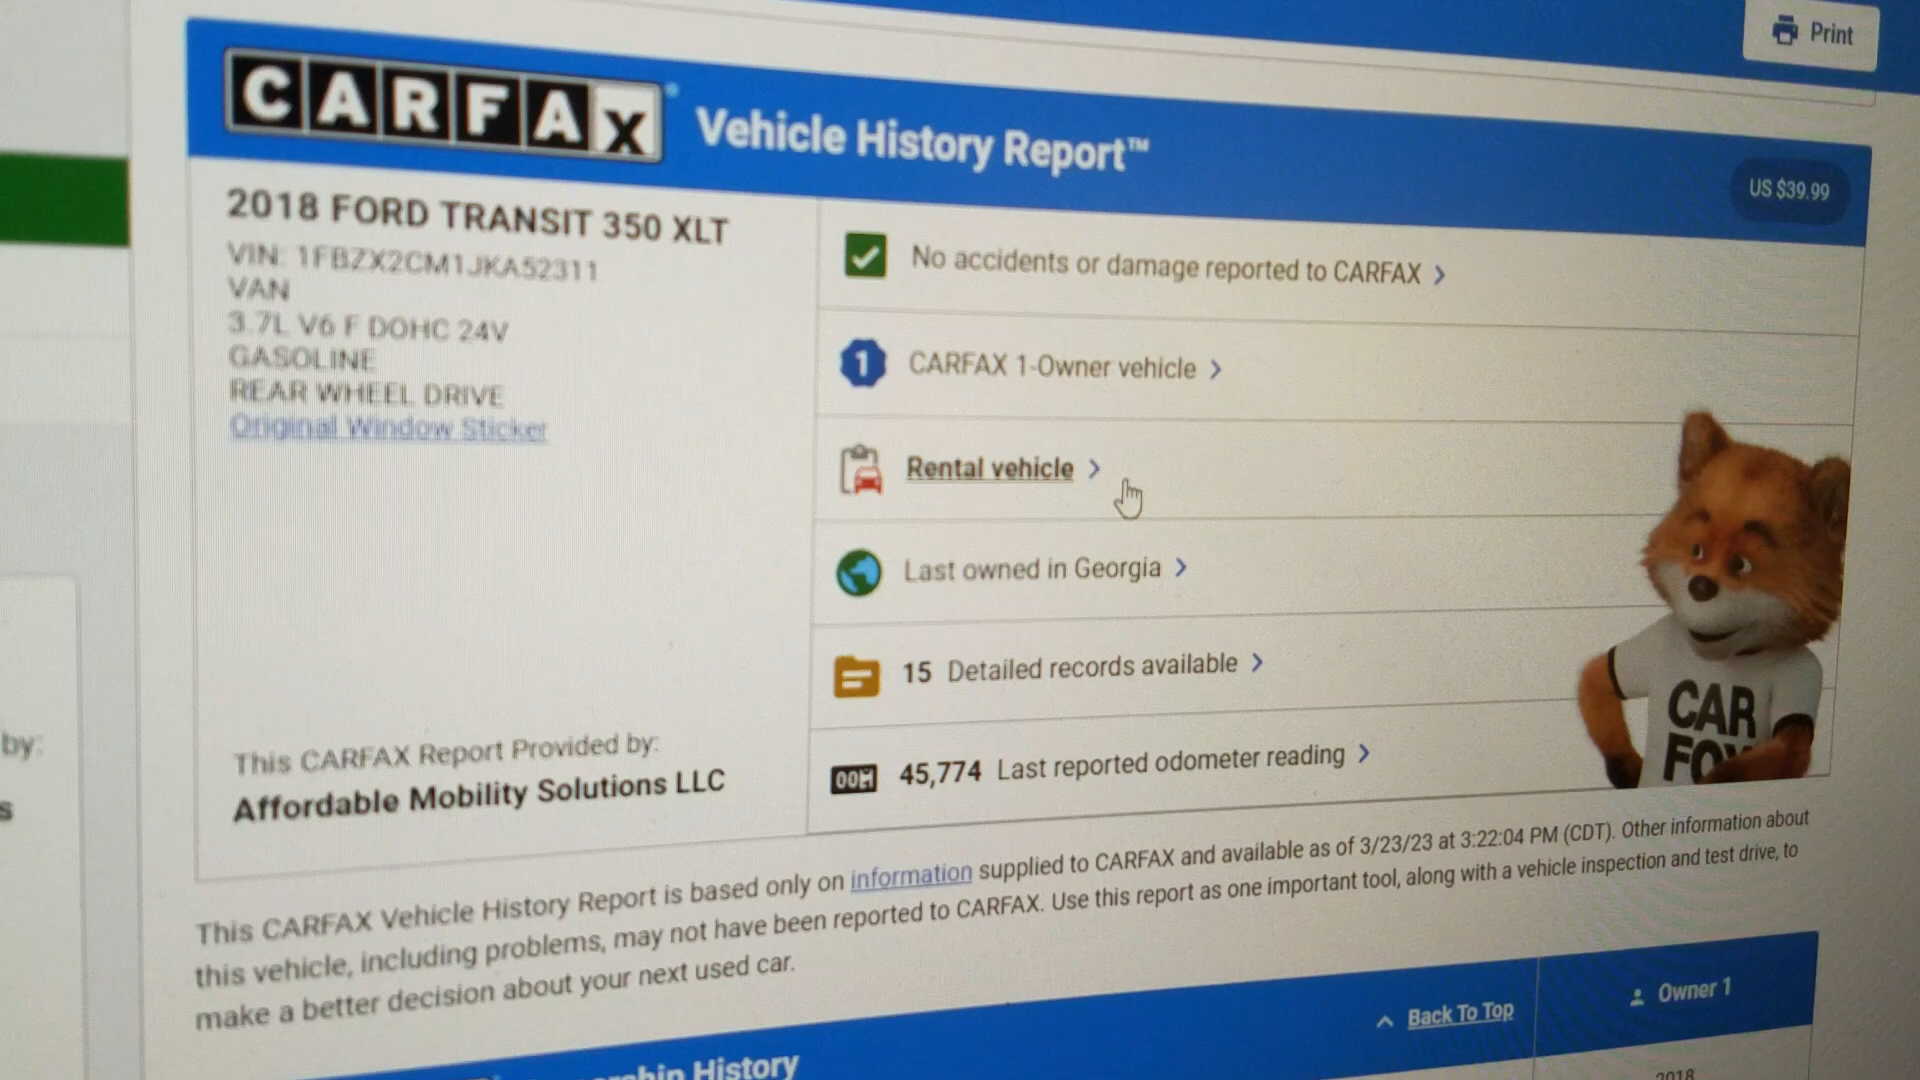 Print
CARFAX Vehicle History Report™
US $39.99
2018 FORD TRANSIT 350 XLT
VIN: 1FBZX2CM1JKA52311
VAN
3.7L V6 F DOHC 24V
GASOLINE
REAR WHEEL DRIVE
Original Window Sticker
This CARFAX Report Provided by:
Affordable Mobility Solutions LLC
No accidents or damage reported to CARFAX
1 CARFAX 1-Owner vehicle
Rental vehicle
Last owned in Georgia
15 Detailed records available
45,774 Last reported odometer reading
CAR
FOX
by:
s
This CARFAX Vehicle History Report is based only on information supplied to CARFAX and available as of 3/23/23 at 3:22:04 PM (CDT). Other information about
this vehicle, including problems, may not have been reported to CARFAX. Use this report as one important tool, along with a vehicle inspection and test drive, to
make a better decision about your next used car.
Back To Top
Owner 1
History
2018